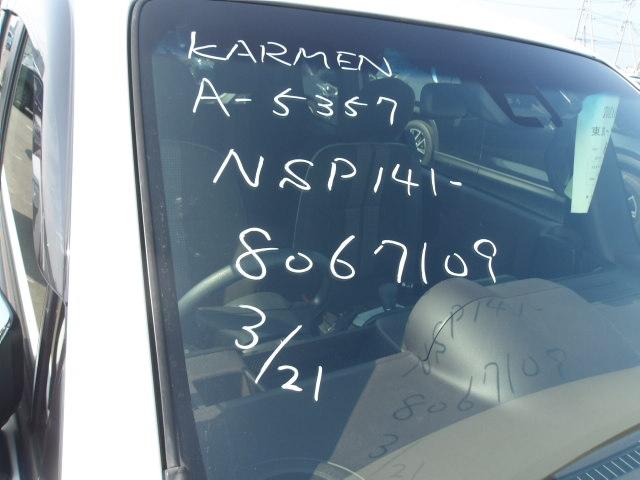 KARMEN
A-5357
NSP141-
8067109
3/21